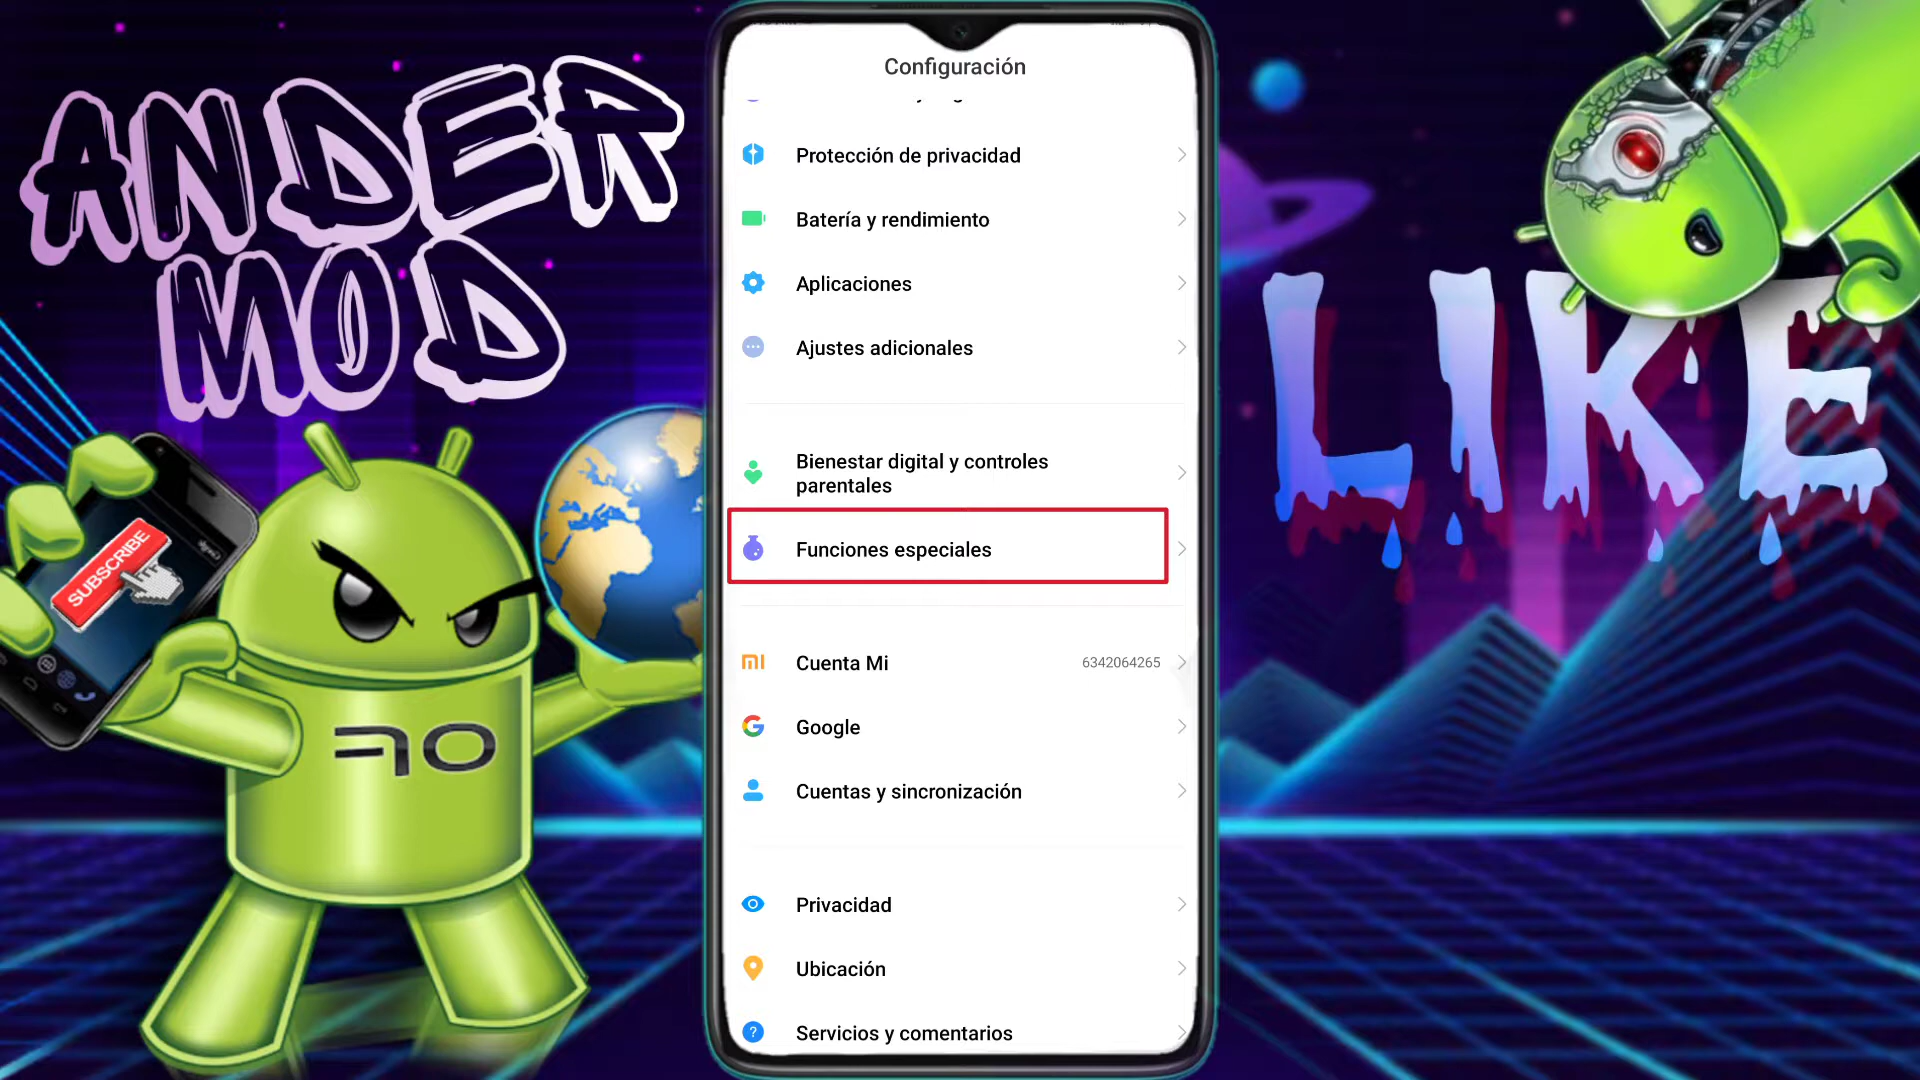 ANDER
MOD
Configuración
Protección de privacidad
Batería y rendimiento
Aplicaciones
Ajustes adicionales
Bienestar digital y controles
parentales
Funciones especiales
Cuenta Mi 6342064265
Google
Cuentas y sincronización
Privacidad
Ubicación
Servicios y comentarios
LIKE
SUBSCRIBE